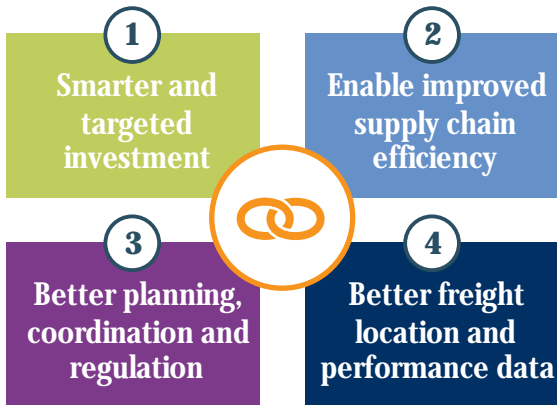 1
Smarter and
targeted
investment
2
Enable improved
supply chain
efficiency
3
Better planning,
coordination and
regulation
4
Better freight
location and
performance data